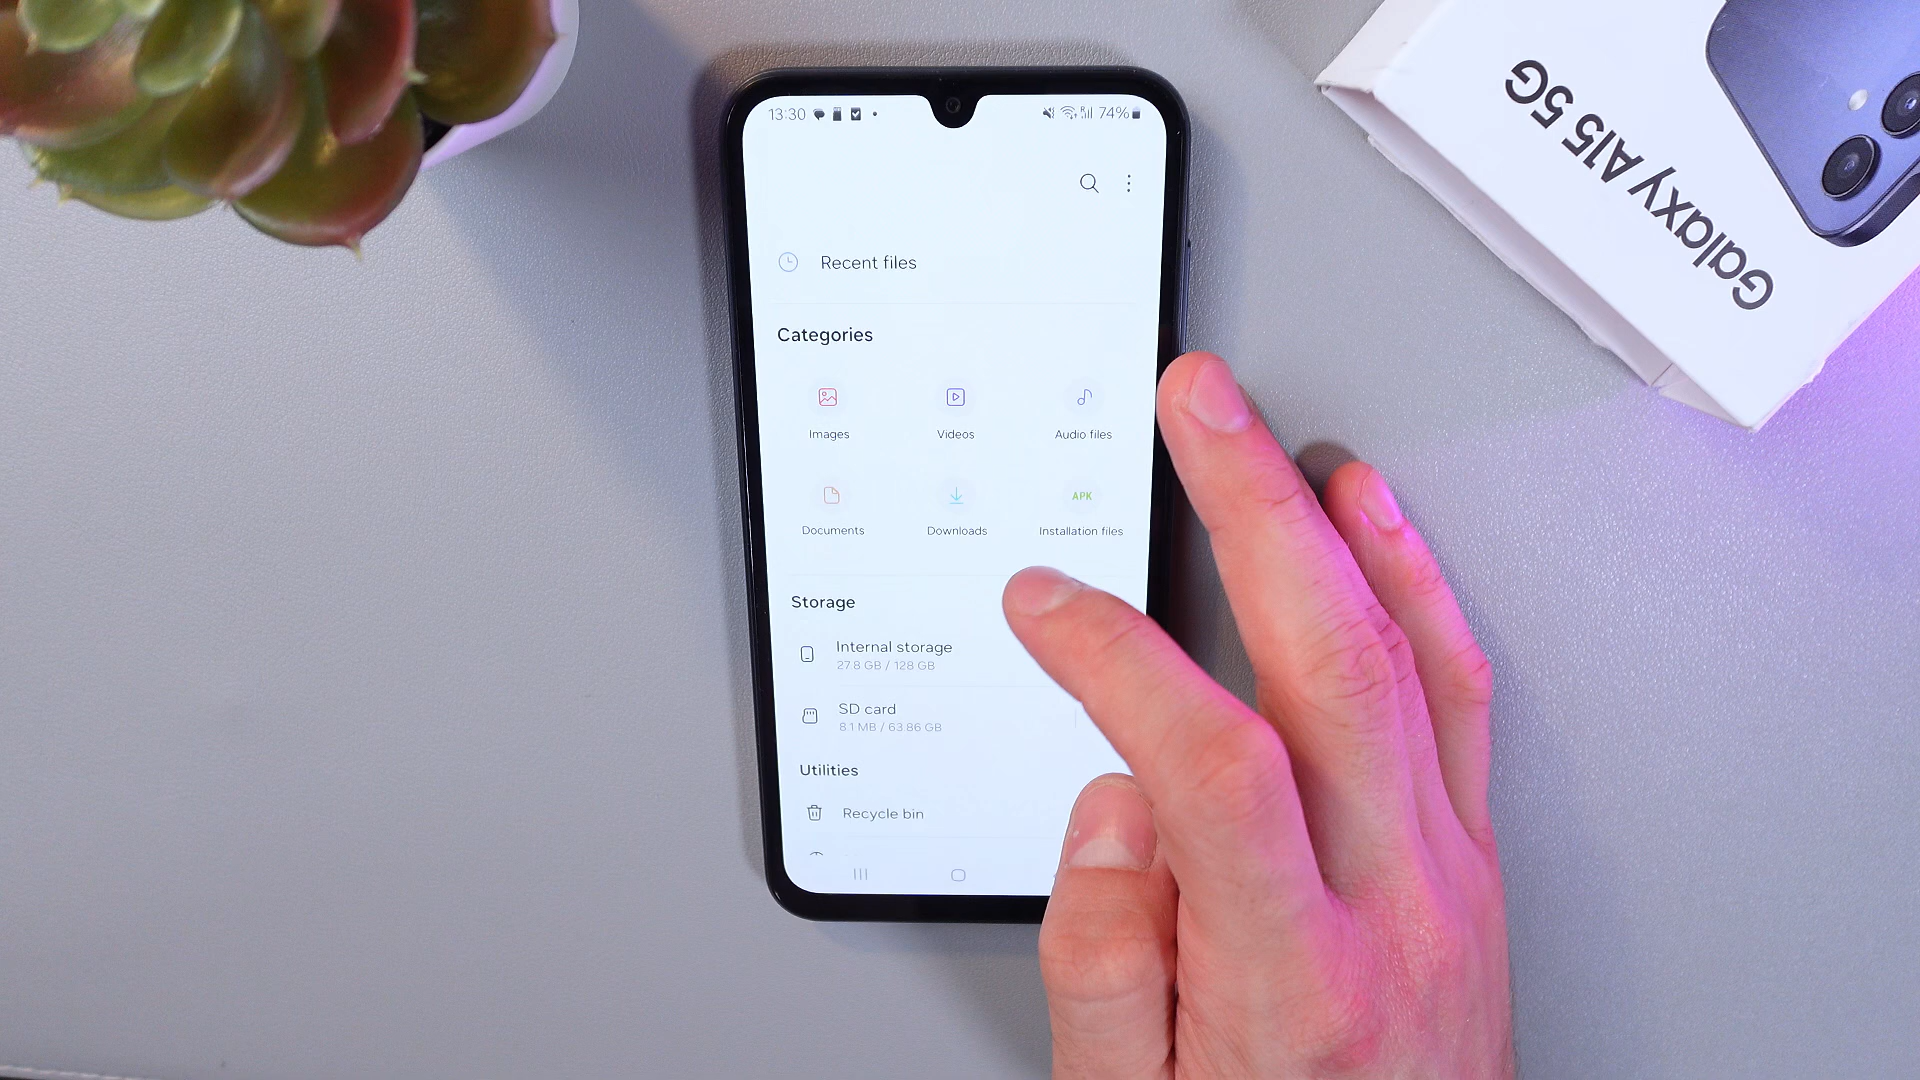 13:30
74%
Recent files
Categories
Images
Videos
Audio files
Documents
Downloads
APK
Installation files
Storage
Internal storage
27.8 GB / 128 GB
SD card
8.1 MB / 63.86 GB
Utilities
Recycle bin
Galaxy A15 5G